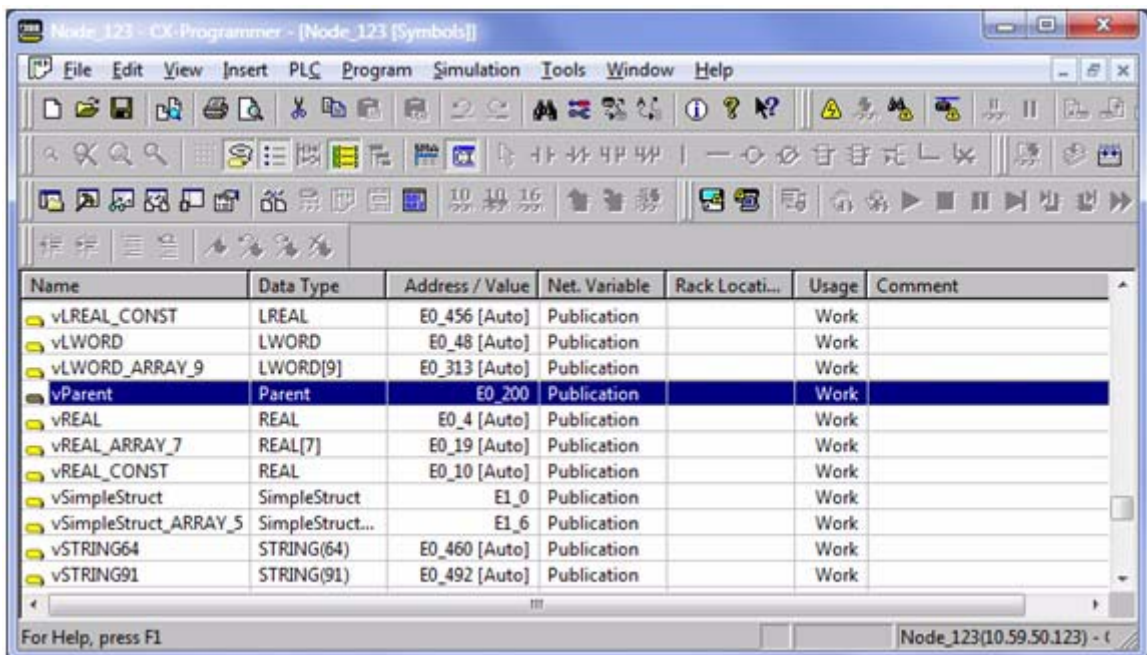 Node_123 - CX-Programmer - [Node_123 [Symbols]]
File Edit View Insert PLC Program Simulation Tools Window Help
Name Data Type Address / Value Net. Variable Rack Locati... Usage Comment
vLREAL_CONST LREAL E0_456 [Auto] Publication Work
vLWORD LWORD E0_48 [Auto] Publication Work
vLWORD_ARRAY_9 LWORD[9] E0_313 [Auto] Publication Work
vParent Parent E0_200 Publication Work
vREAL REAL E0_4 [Auto] Publication Work
vREAL_ARRAY_7 REAL[7] E0_19 [Auto] Publication Work
vREAL_CONST REAL E0_10 [Auto] Publication Work
vSimpleStruct SimpleStruct E1_0 Publication Work
vSimpleStruct_ARRAY_5 SimpleStruct... E1_6 Publication Work
vSTRING64 STRING(64) E0_460 [Auto] Publication Work
vSTRING91 STRING(91) E0_492 [Auto] Publication Work
For Help, press F1 Node_123(10.59.50.123) -